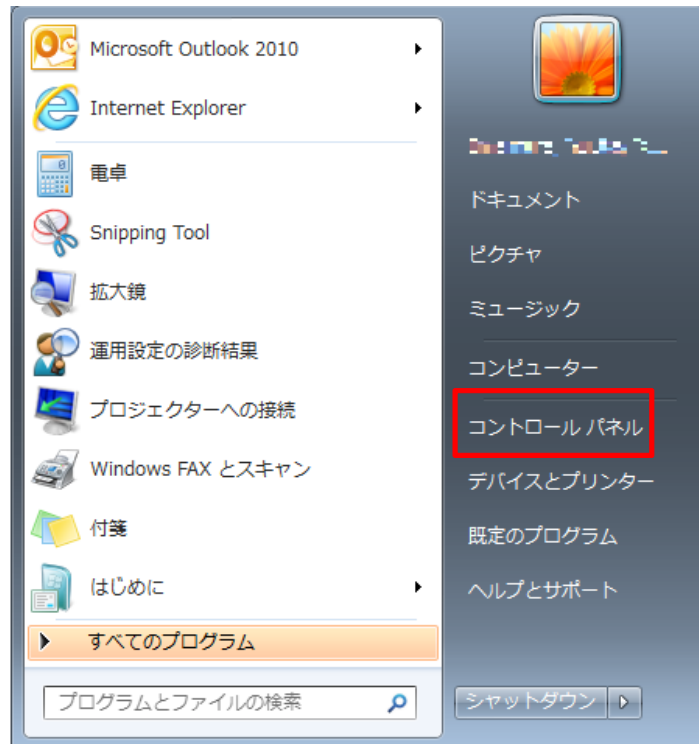 Microsoft Outlook 2010
Internet Explorer
電卓
Snipping Tool
拡大鏡
運用設定の診断結果
プロジェクターへの接続
Windows FAX とスキャン
付箋
はじめに
すべてのプログラム
プログラムとファイルの検索
ドキュメント
ピクチャ
ミュージック
コンピューター
コントロール パネル
デバイスとプリンター
既定のプログラム
ヘルプとサポート
シャットダウン